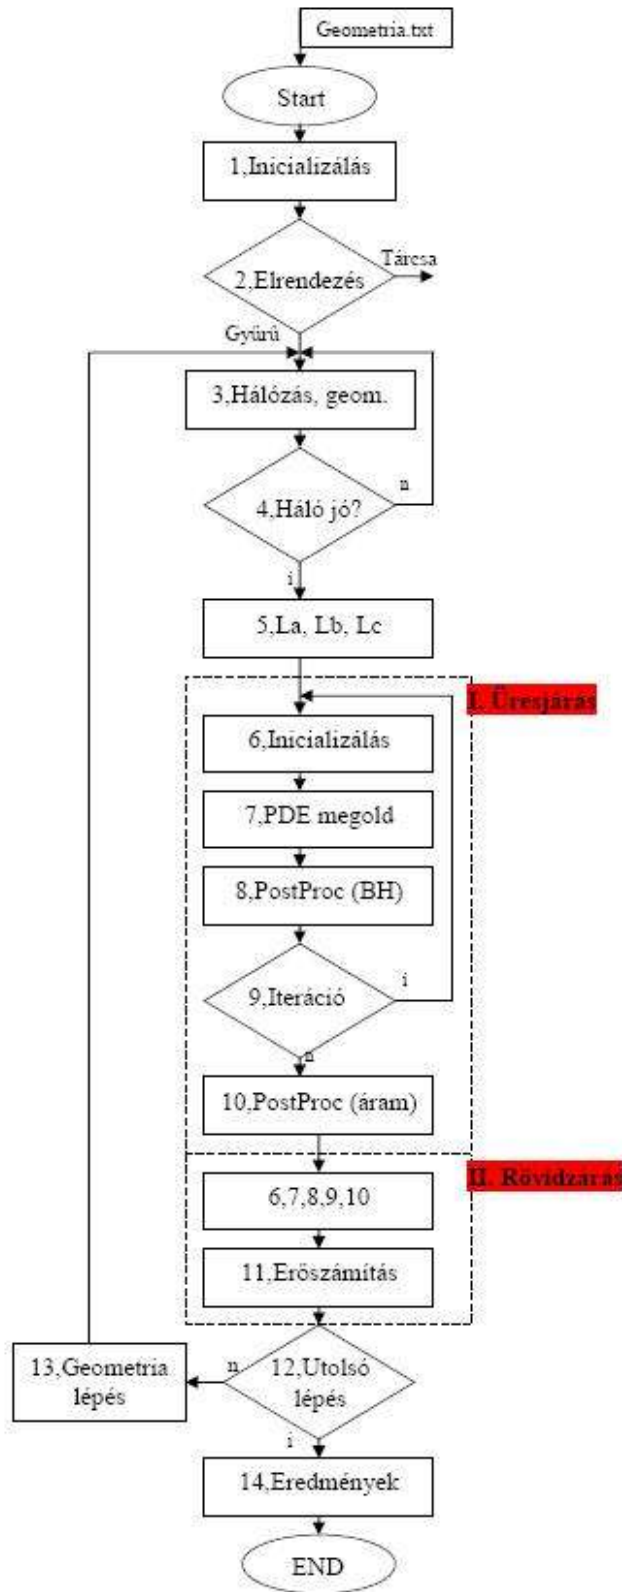 Geometria.txt
Start
1,Inicializálás
2,Elrendezés
Tárcsa
Gyürü
3,Hálózás, geom.
4,Háló jó?
n
i
5,La, Lb, Lc
I. Üresjárás
6,Inicializálás
7,PDE megold
8,PostProc (BH)
9,Iteráció
i
n
10,PostProc (áram)
II. Rövidzárás
6,7,8,9,10
11,Erőszámítás
12,Utolsó
lépés
n
13,Geometria
lépés
i
14,Eredmények
END